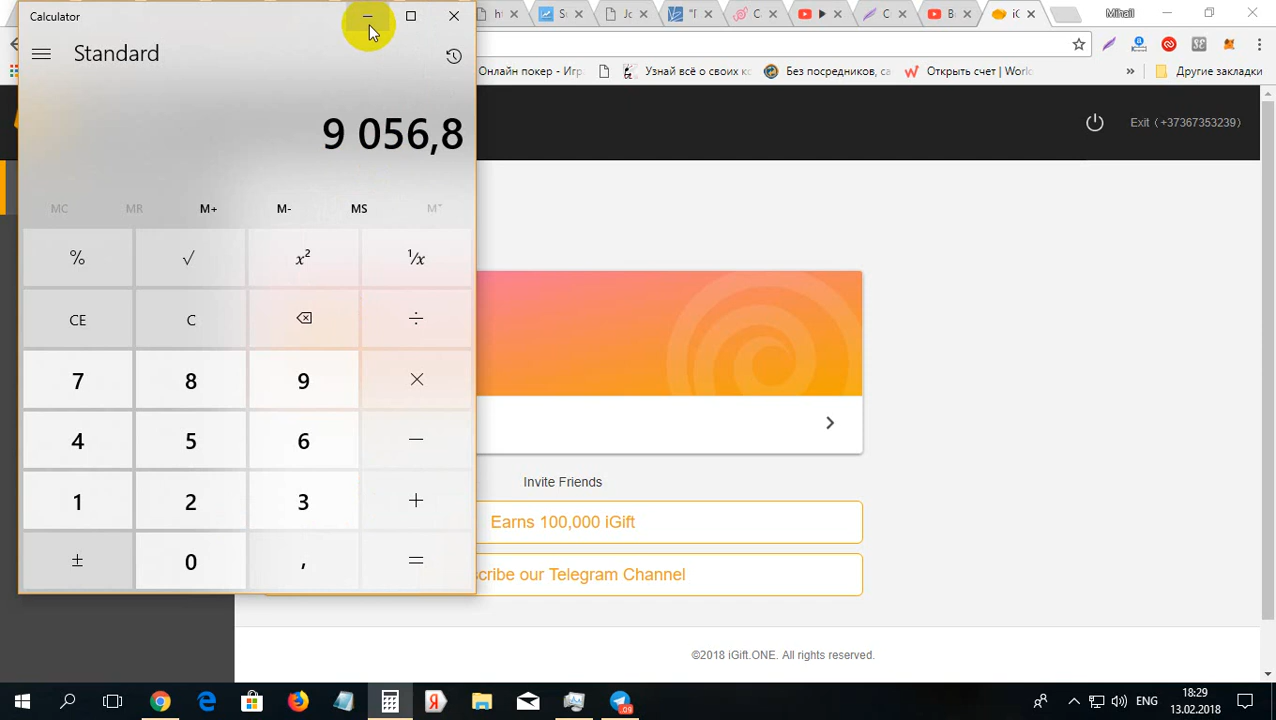 Calculator
Standard
9 056,8
MC MR M+ M- MS M˅
% √ x² ¹/x
CE C ÷
7 8 9 ×
4 5 6 −
1 2 3 +
± 0 , =
Mihail
Онлайн покер - Игр
Узнай всё о своих ко
Без посредников, са
Открыть счет | World
» Другие закладки
Exit (+37367353239)
Invite Friends
Earns 100,000 iGift
scribe our Telegram Channel
©2018 iGift.ONE. All rights reserved.
ENG
18:29
13.02.2018